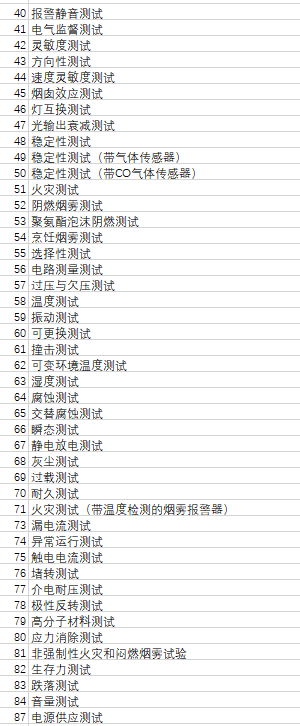 40 报警静音测试
41 电气监督测试
42 灵敏度测试
43 方向性测试
44 速度灵敏度测试
45 烟囱效应测试
46 灯互换测试
47 光输出衰减测试
48 稳定性测试
49 稳定性测试（带气体传感器）
50 稳定性测试（带CO气体传感器）
51 火灾测试
52 阴燃烟雾测试
53 聚氨酯泡沫阴燃测试
54 烹饪烟雾测试
55 选择性测试
56 电路测量测试
57 过压与欠压测试
58 温度测试
59 振动测试
60 可更换测试
61 撞击测试
62 可变环境温度测试
63 湿度测试
64 腐蚀测试
65 交替腐蚀测试
66 瞬态测试
67 静电放电测试
68 灰尘测试
69 过载测试
70 耐久测试
71 火灾测试（带温度检测的烟雾报警器）
73 漏电流测试
74 异常运行测试
75 触电电流测试
76 堵转测试
77 介电耐压测试
78 极性反转测试
79 高分子材料测试
80 应力消除测试
81 非强制性火灾和闷燃烟雾试验
82 生存力测试
83 跌落测试
84 音量测试
87 电源供应测试